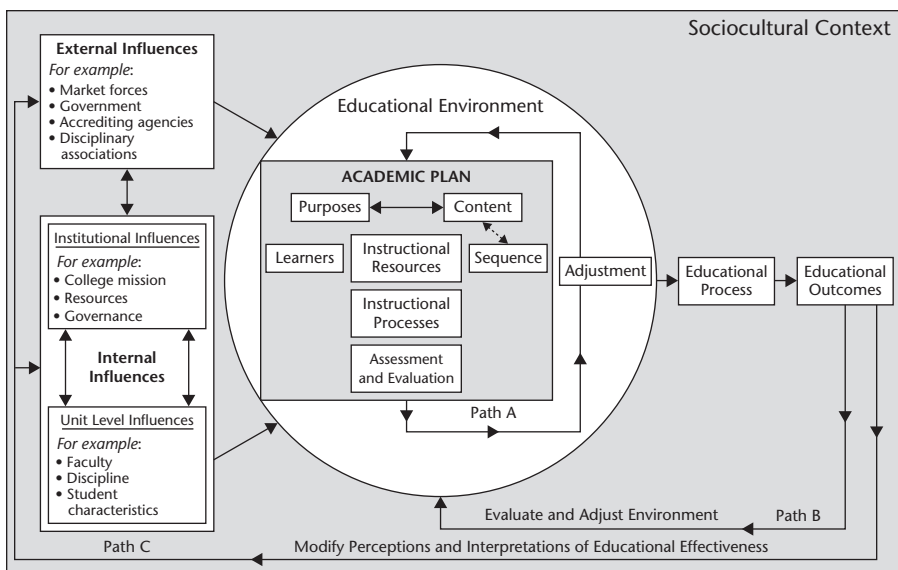 Sociocultural Context
External Influences
For example:
• Market forces
• Government
• Accrediting agencies
• Disciplinary
associations
Institutional Influences
For example:
• College mission
• Resources
• Governance
Internal
Influences
Unit Level Influences
For example:
• Faculty
• Discipline
• Student
characteristics
Educational Environment
ACADEMIC PLAN
Purposes
Content
Learners
Instructional
Resources
Sequence
Instructional
Processes
Assessment
and Evaluation
Adjustment
Path A
Educational
Process
Educational
Outcomes
Evaluate and Adjust Environment
Path B
Path C
Modify Perceptions and Interpretations of Educational Effectiveness